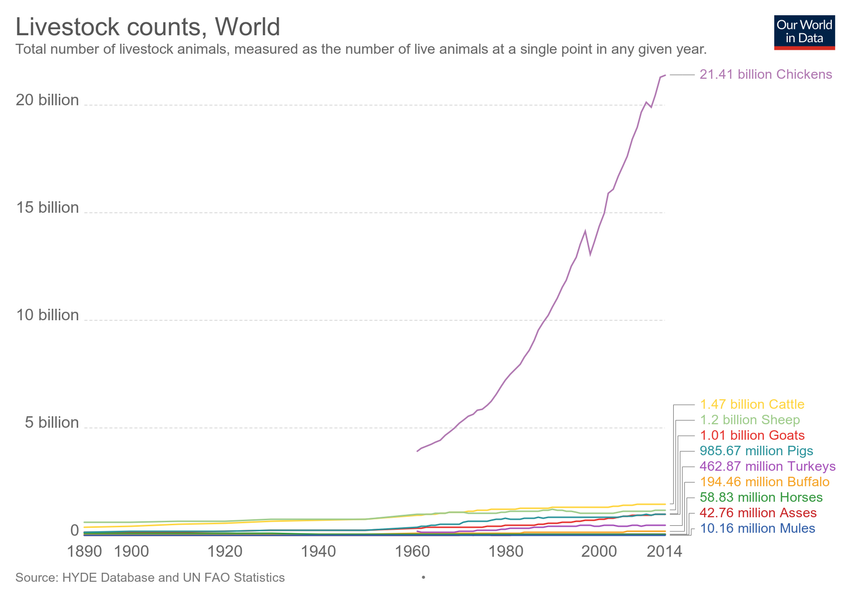 Livestock counts, World
Total number of livestock animals, measured as the number of live animals at a single point in any given year.
Our World
in Data
21.41 billion Chickens
20 billion
15 billion
10 billion
5 billion
0
1.47 billion Cattle
1.2 billion Sheep
1.01 billion Goats
985.67 million Pigs
462.87 million Turkeys
194.46 million Buffalo
58.83 million Horses
42.76 million Asses
10.16 million Mules
1890 1900 1920 1940 1960 1980 2000 2014
Source: HYDE Database and UN FAO Statistics •